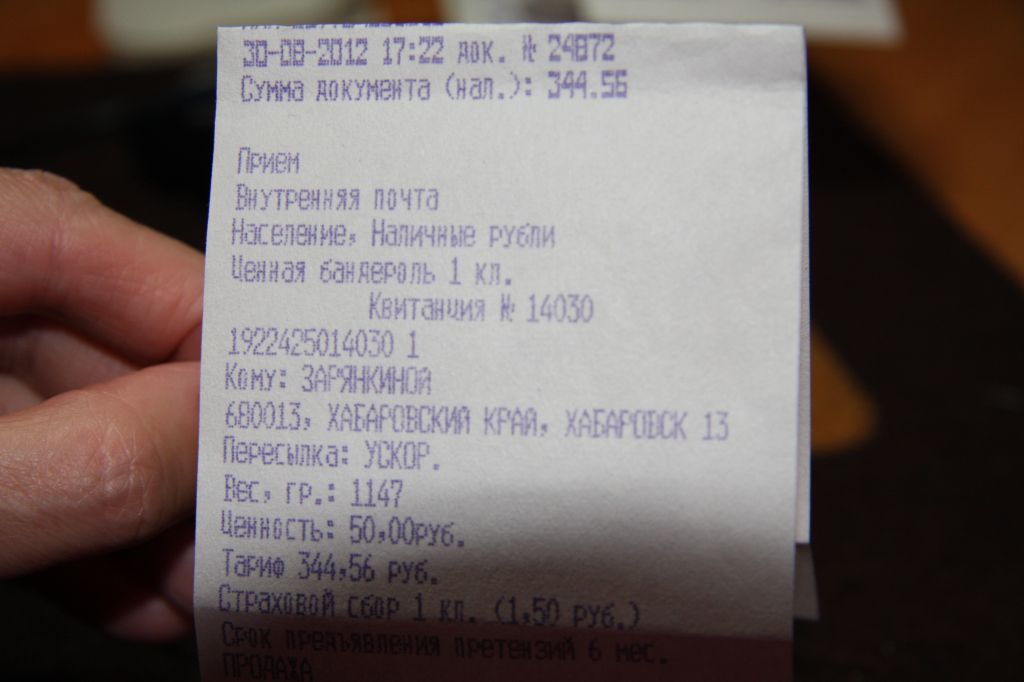 30-08-2012 17:22 док. № 24872
Сумма документа (нал.): 344.56
Прием
Внутренняя почта
Население, Наличные рубли
Ценная бандероль 1 кл.
Квитанция № 14030
1922425014030 1
Кому: ЗАРЯНКИНОЙ
680013, ХАБАРОВСКИЙ КРАЙ, ХАБАРОВСК 13
Пересылка: УСКОР.
Вес, гр.: 1147
Ценность: 50,00руб.
Тариф 344,56 руб.
Страховой сбор 1 кл. (1,50 руб.)
Срок предъявления претензий 6 мес.
ПРОДАЖА